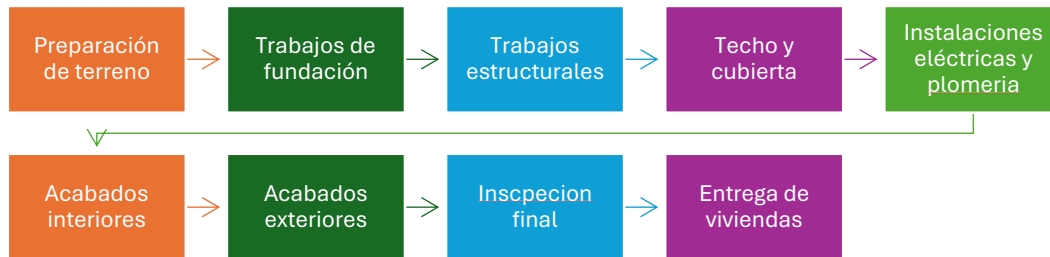 Preparación
de terreno
Trabajos de
fundación
Trabajos
estructurales
Techo y
cubierta
Instalaciones
eléctricas y
plomeria
Acabados
interiores
Acabados
exteriores
Inscpecion
final
Entrega de
viviendas